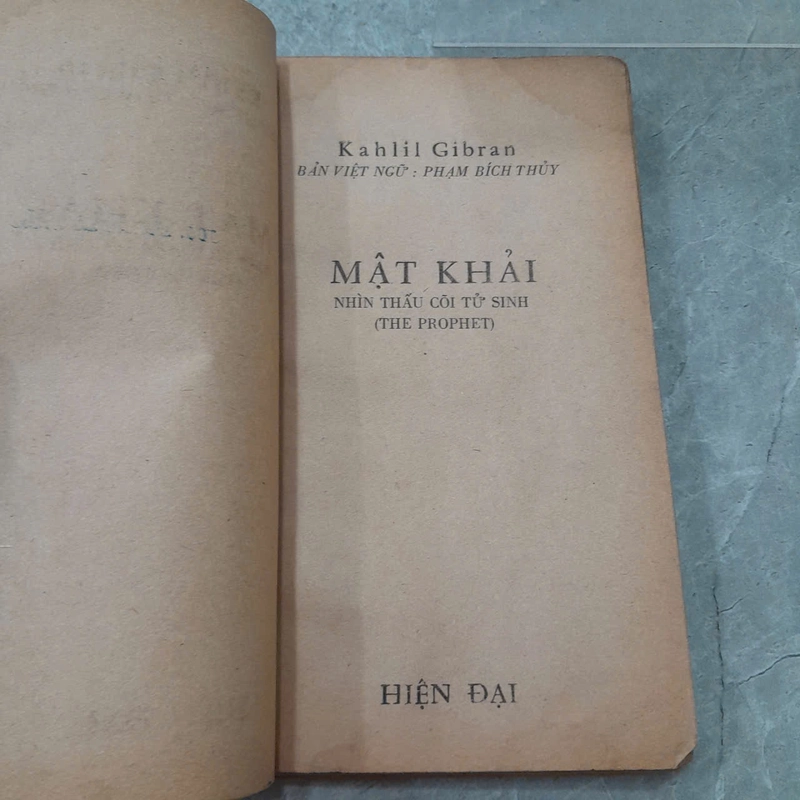 Kahlil Gibran
BẢN VIỆT NGỮ : PHẠM BÍCH THỦY
MẬT KHẢI
NHÌN THẤU CÕI TỬ SINH
(THE PROPHET)
HIỆN ĐẠI